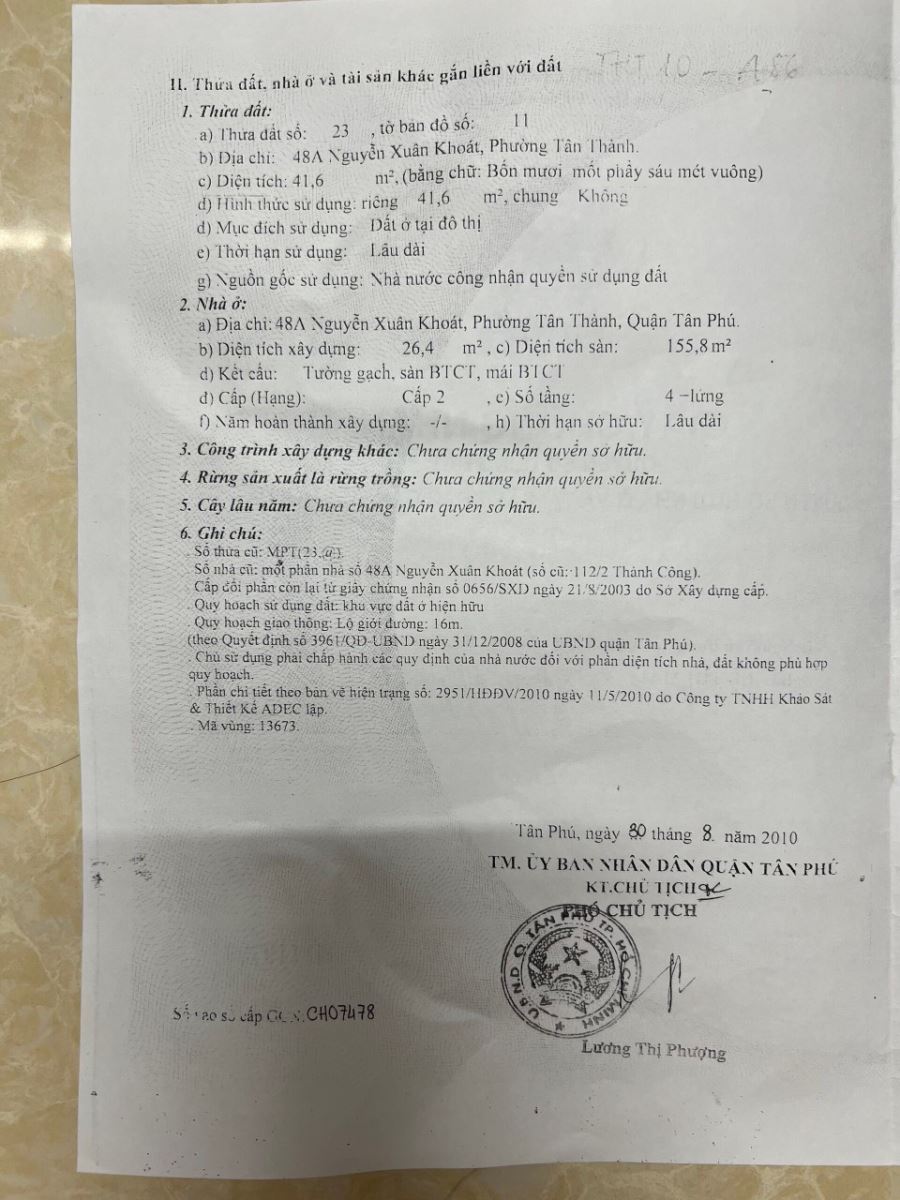 II. Thửa đất, nhà ở và tài sản khác gắn liền với đất
1. Thửa đất:
a) Thửa đất số: 23 , tờ bản đồ số: 11
b) Địa chỉ: 48A Nguyễn Xuân Khoát, Phường Tân Thành.
c) Diện tích: 41,6 m², (bằng chữ: Bốn mươi mốt phẩy sáu mét vuông)
d) Hình thức sử dụng: riêng 41,6 m², chung Không
đ) Mục đích sử dụng: Đất ở tại đô thị
e) Thời hạn sử dụng: Lâu dài
g) Nguồn gốc sử dụng: Nhà nước công nhận quyền sử dụng đất
2. Nhà ở:
a) Địa chỉ: 48A Nguyễn Xuân Khoát, Phường Tân Thành, Quận Tân Phú.
b) Diện tích xây dựng: 26,4 m² , c) Diện tích sàn: 155,8 m²
d) Kết cấu: Tường gạch, sàn BTCT, mái BTCT
đ) Cấp (Hạng): Cấp 2 , e) Số tầng: 4 –lửng
f) Năm hoàn thành xây dựng: -/- , h) Thời hạn sở hữu: Lâu dài
3. Công trình xây dựng khác: Chưa chứng nhận quyền sở hữu.
4. Rừng sản xuất là rừng trồng: Chưa chứng nhận quyền sở hữu.
5. Cây lâu năm: Chưa chứng nhận quyền sở hữu.
6. Ghi chú:
. Số thửa cũ: MPT(23
. Số nhà cũ: một phần nhà số 48A Nguyễn Xuân Khoát (số cũ: 112/2 Thành Công).
. Cấp đổi phần còn lại từ giấy chứng nhận số 0656/SXD ngày 21/8/2003 do Sở Xây dựng cấp.
. Quy hoạch sử dụng đất: khu vực đất ở hiện hữu
. Quy hoạch giao thông: Lộ giới đường: 16m.
(theo Quyết định số 3961/QĐ-UBND ngày 31/12/2008 của UBND quận Tân Phú).
. Chủ sử dụng phải chấp hành các quy định của nhà nước đối với phần diện tích nhà, đất không phù hợp
quy hoạch.
. Phần chi tiết theo bản vẽ hiện trạng số: 2951/HĐĐV/2010 ngày 11/5/2010 do Công ty TNHH Khảo Sát
& Thiết Kế ADEC lập.
. Mã vùng: 13673.
Tân Phú, ngày 30 tháng 8 năm 2010
TM. ỦY BAN NHÂN DÂN QUẬN TÂN PHÚ
KT.CHỦ TỊCH
PHÓ CHỦ TỊCH
U.B.N.D Q. TÂN PHÚ T.P. HỒ CHÍ MINH
Số vào sổ cấp GCN: CH07478
Lương Thị Phượng